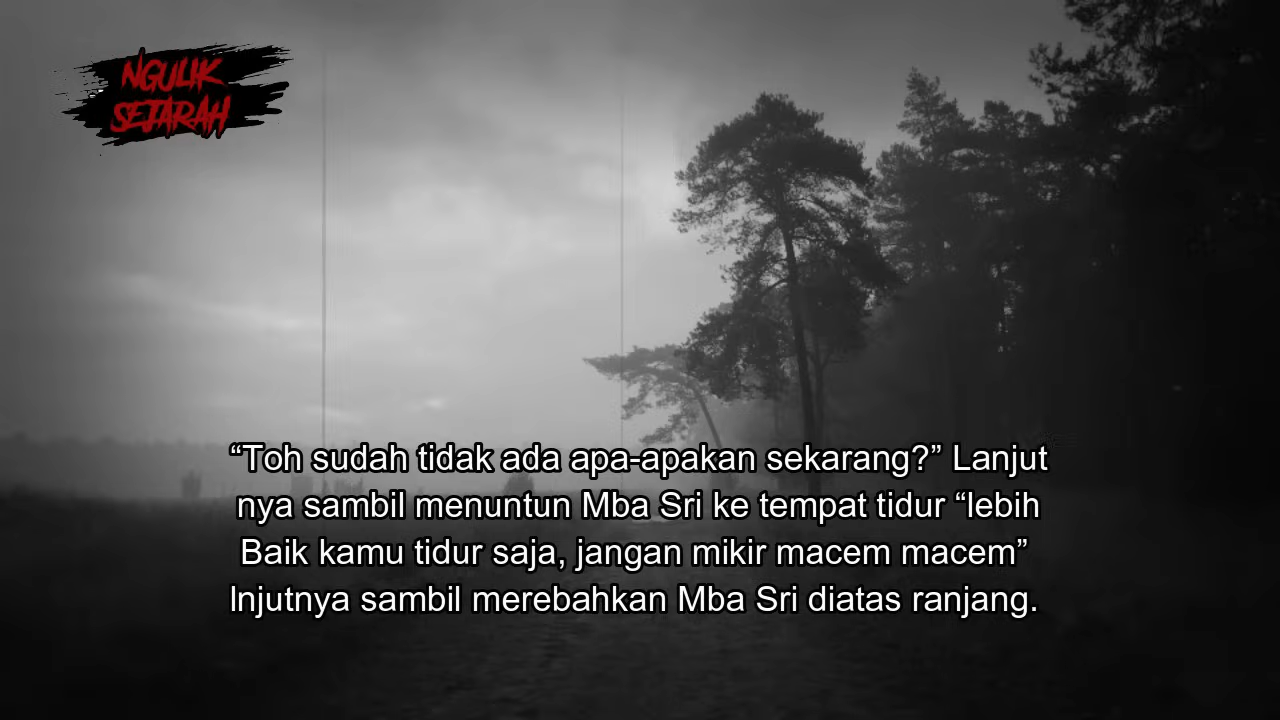 NGULIK
SEJARAH
“Toh sudah tidak ada apa-apakan sekarang?” Lanjut
nya sambil menuntun Mba Sri ke tempat tidur “lebih
Baik kamu tidur saja, jangan mikir macem macem”
lnjutnya sambil merebahkan Mba Sri diatas ranjang.